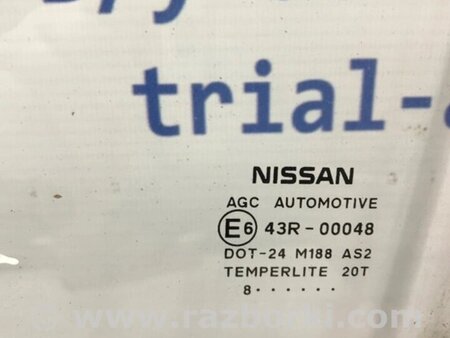 trial-a
NISSAN
AGC AUTOMOTIVE
E6 43R-00048
DOT-24 M188 AS2
TEMPERLITE 20T
8 · · · · · ·
www.razborki.com